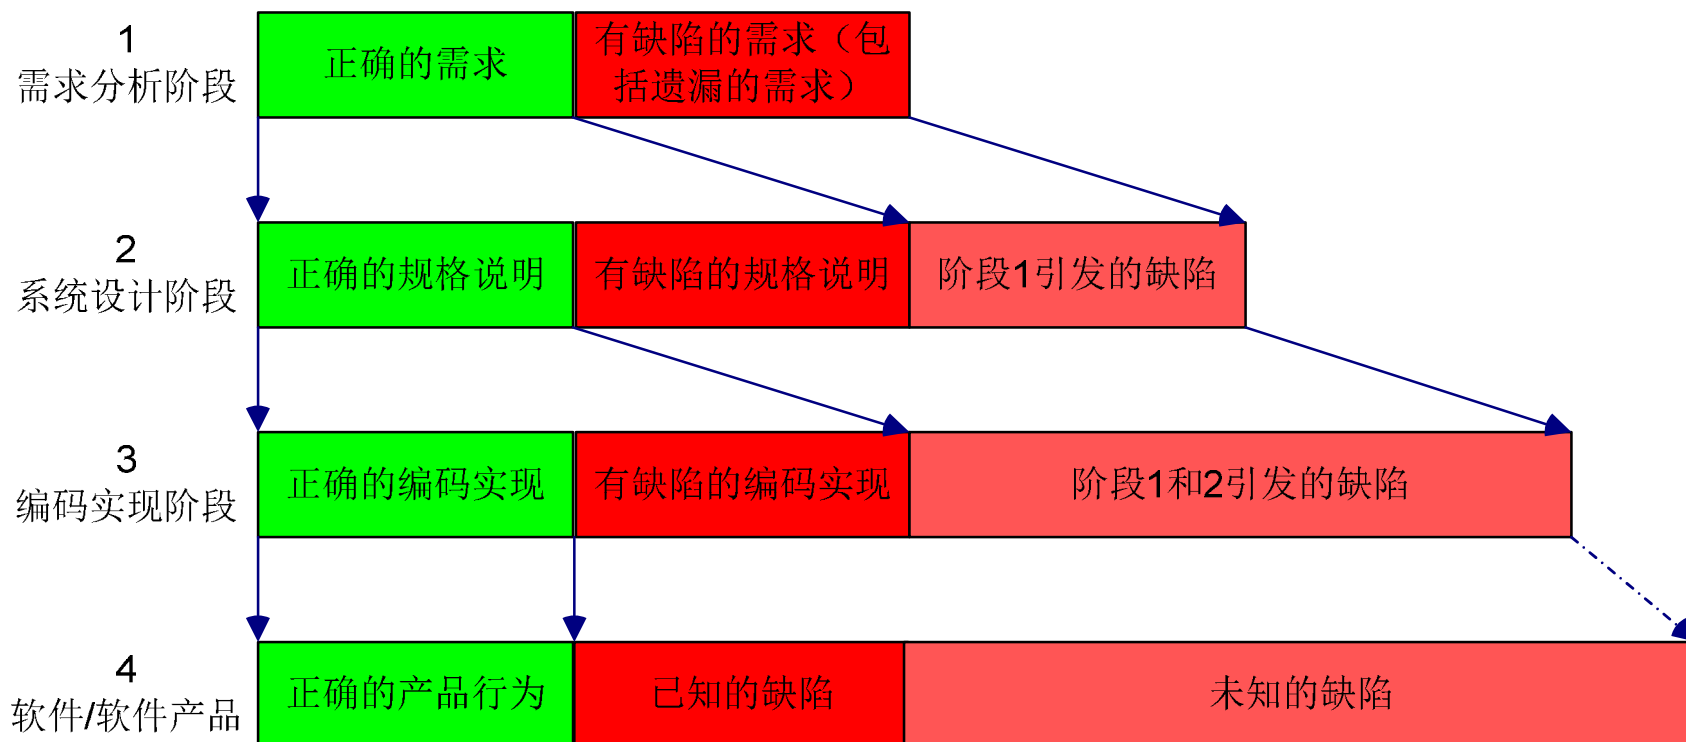 1
需求分析阶段
正确的需求
有缺陷的需求（包
括遗漏的需求）
2
系统设计阶段
正确的规格说明
有缺陷的规格说明
阶段1引发的缺陷
3
编码实现阶段
正确的编码实现
有缺陷的编码实现
阶段1和2引发的缺陷
4
软件/软件产品
正确的产品行为
已知的缺陷
未知的缺陷